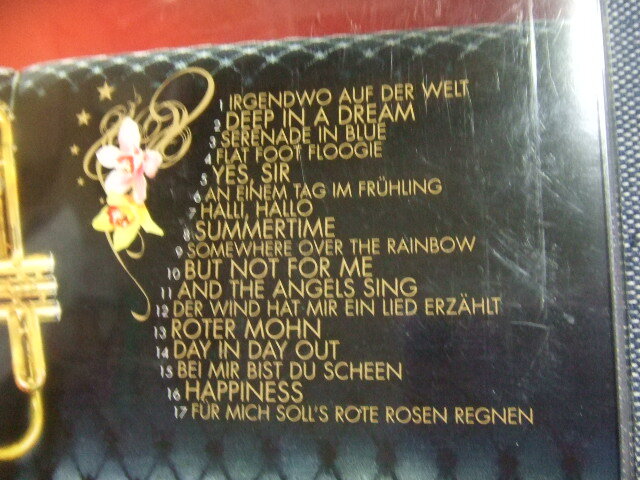 1 IRGENDWO AUF DER WELT
2 DEEP IN A DREAM
3 SERENADE IN BLUE
4 FLAT FOOT FLOOGIE
5 YES, SIR
6 AN EINEM TAG IM FRÜHLING
7 HALLI, HALLO
8 SUMMERTIME
9 SOMEWHERE OVER THE RAINBOW
10 BUT NOT FOR ME
11 AND THE ANGELS SING
12 DER WIND HAT MIR EIN LIED ERZÄHLT
13 ROTER MOHN
14 DAY IN DAY OUT
15 BEI MIR BIST DU SCHEEN
16 HAPPINESS
17 FÜR MICH SOLL'S ROTE ROSEN REGNEN